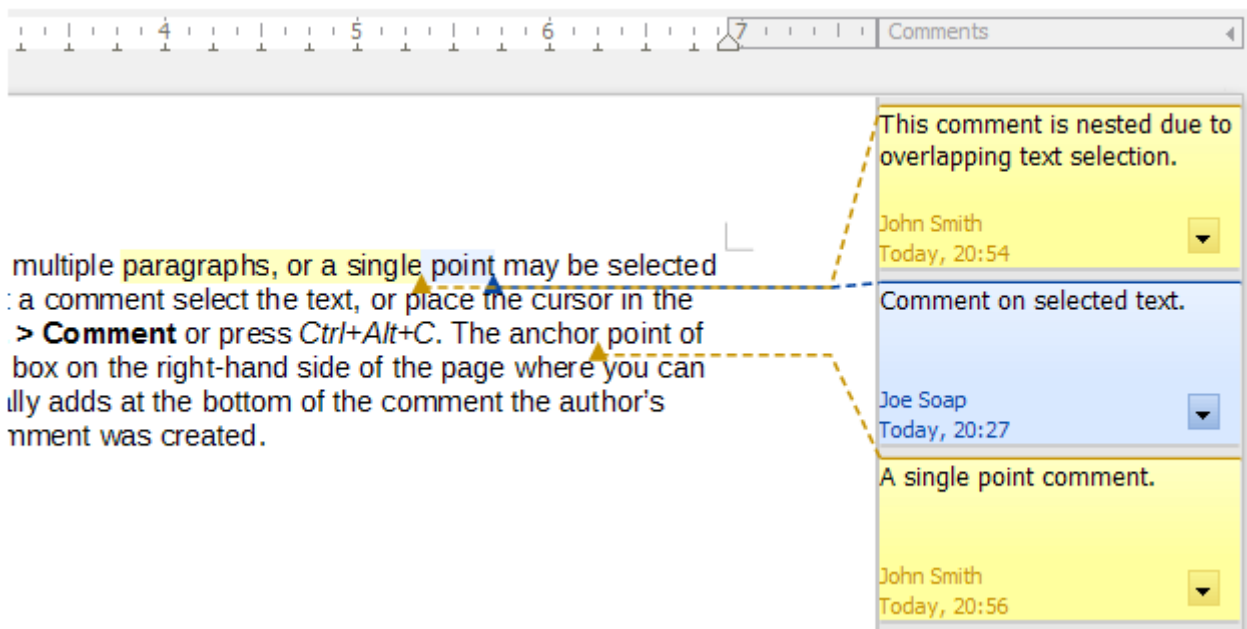 4 5 6 7 Comments
This comment is nested due to
overlapping text selection.
John Smith
Today, 20:54
multiple paragraphs, or a single point may be selected
a comment select the text, or place the cursor in the
> Comment or press Ctrl+Alt+C. The anchor point of
box on the right-hand side of the page where you can
adds at the bottom of the comment the author's
was created.
Comment on selected text.
Joe Soap
Today, 20:27
A single point comment.
John Smith
Today, 20:56